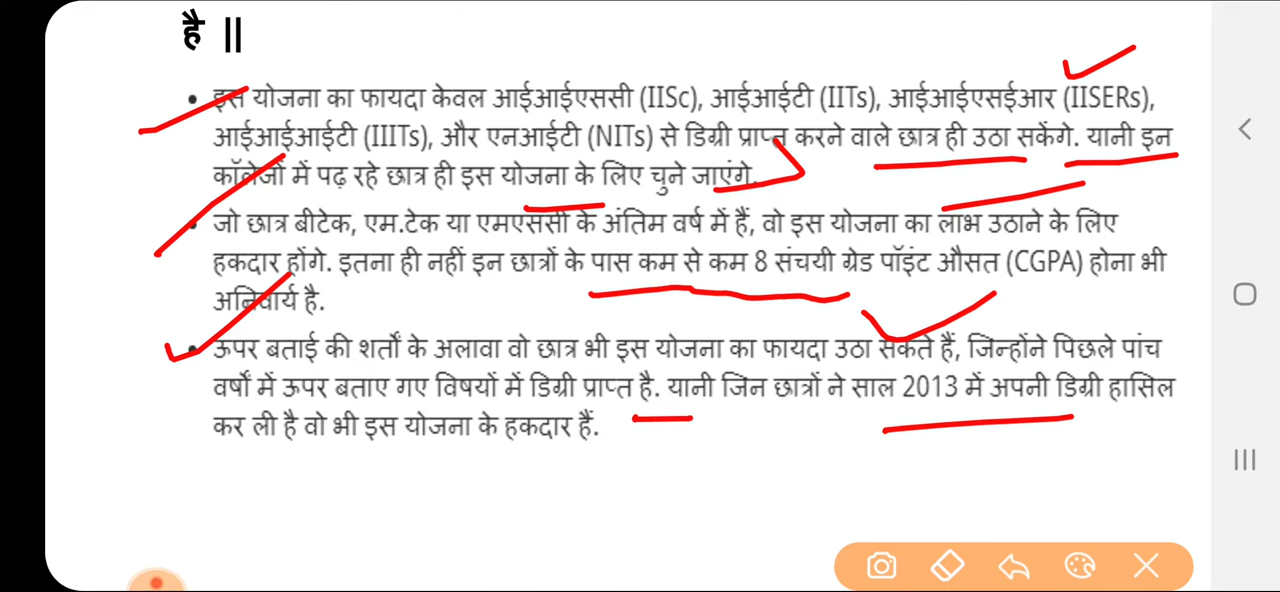 है ||
• इस योजना का फायदा केवल आईआईएससी (IISc), आईआईटी (IITs), आईआईएसईआर (IISERs),
आईआईआईटी (IIITs), और एनआईटी (NITs) से डिग्री प्राप्त करने वाले छात्र ही उठा सकेंगे. यानी इन
कॉलेजों में पढ़ रहे छात्र ही इस योजना के लिए चुने जाएंगे.
• जो छात्र बीटेक, एम.टेक या एमएससी के अंतिम वर्ष में हैं, वो इस योजना का लाभ उठाने के लिए
हकदार होंगे. इतना ही नहीं इन छात्रों के पास कम से कम 8 संचयी ग्रेड पॉइंट औसत (CGPA) होना भी
अनिवार्य है.
• ऊपर बताई की शर्तों के अलावा वो छात्र भी इस योजना का फायदा उठा सकते हैं, जिन्होंने पिछले पांच
वर्षों में ऊपर बताए गए विषयों में डिग्री प्राप्त है. यानी जिन छात्रों ने साल 2013 में अपनी डिग्री हासिल
कर ली है वो भी इस योजना के हकदार हैं.